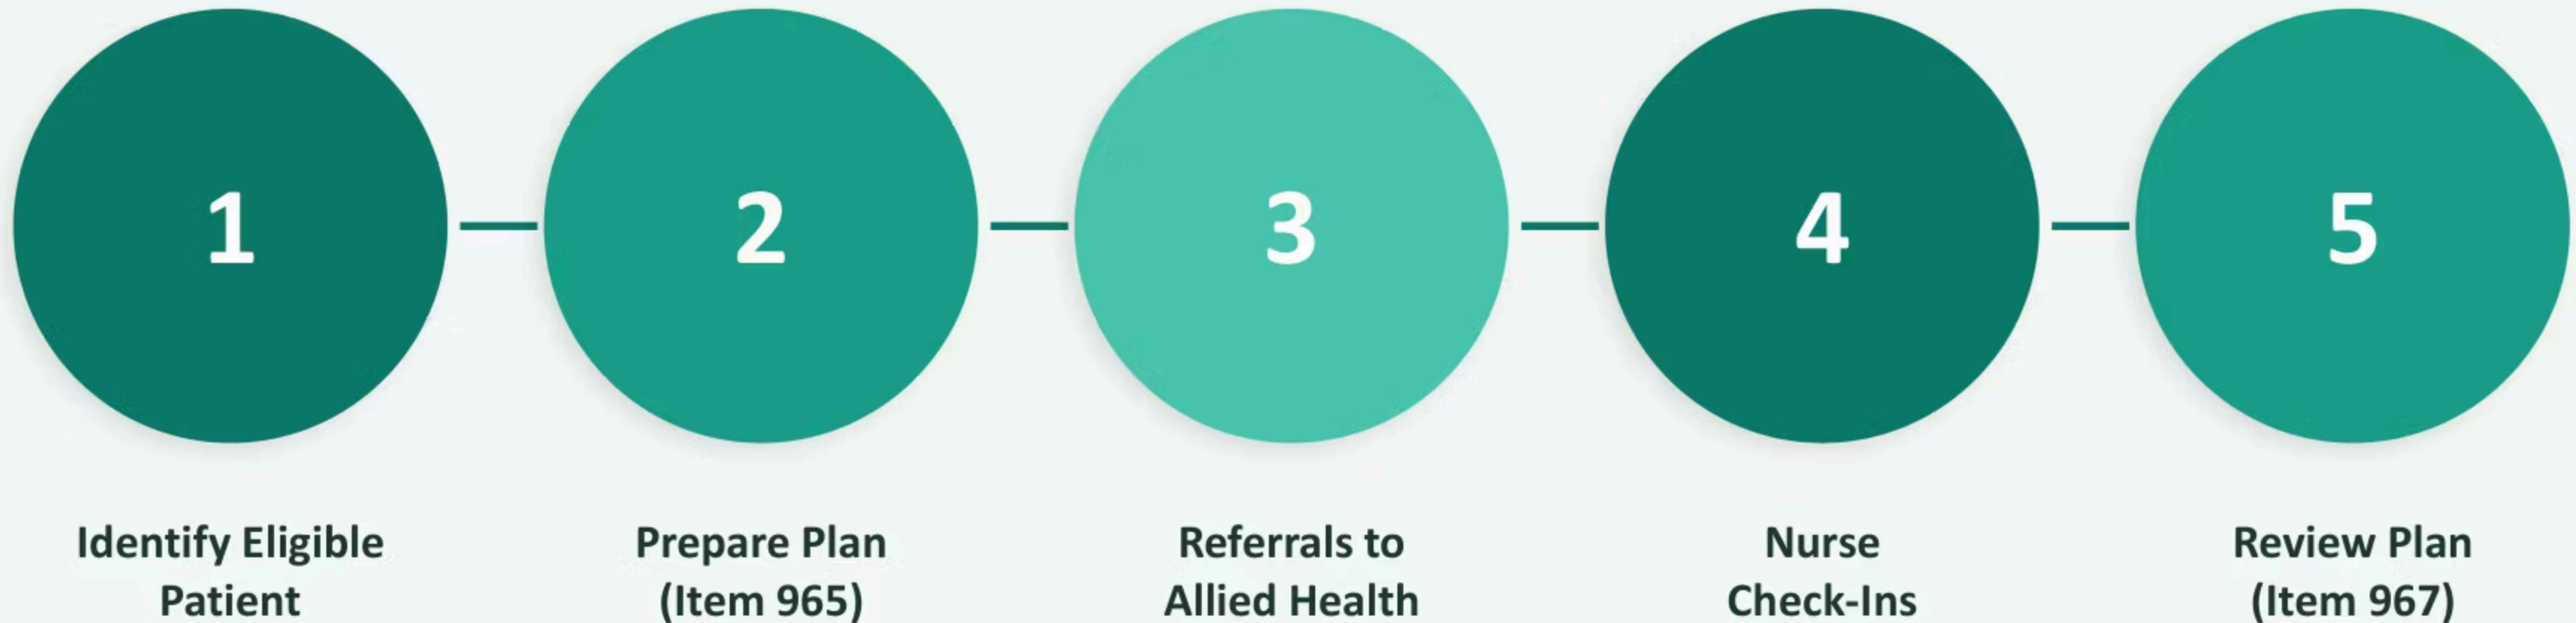 1
2
3
4
5
Identify Eligible
Patient
Prepare Plan
(Item 965)
Referrals to
Allied Health
Nurse
Check-Ins
Review Plan
(Item 967)